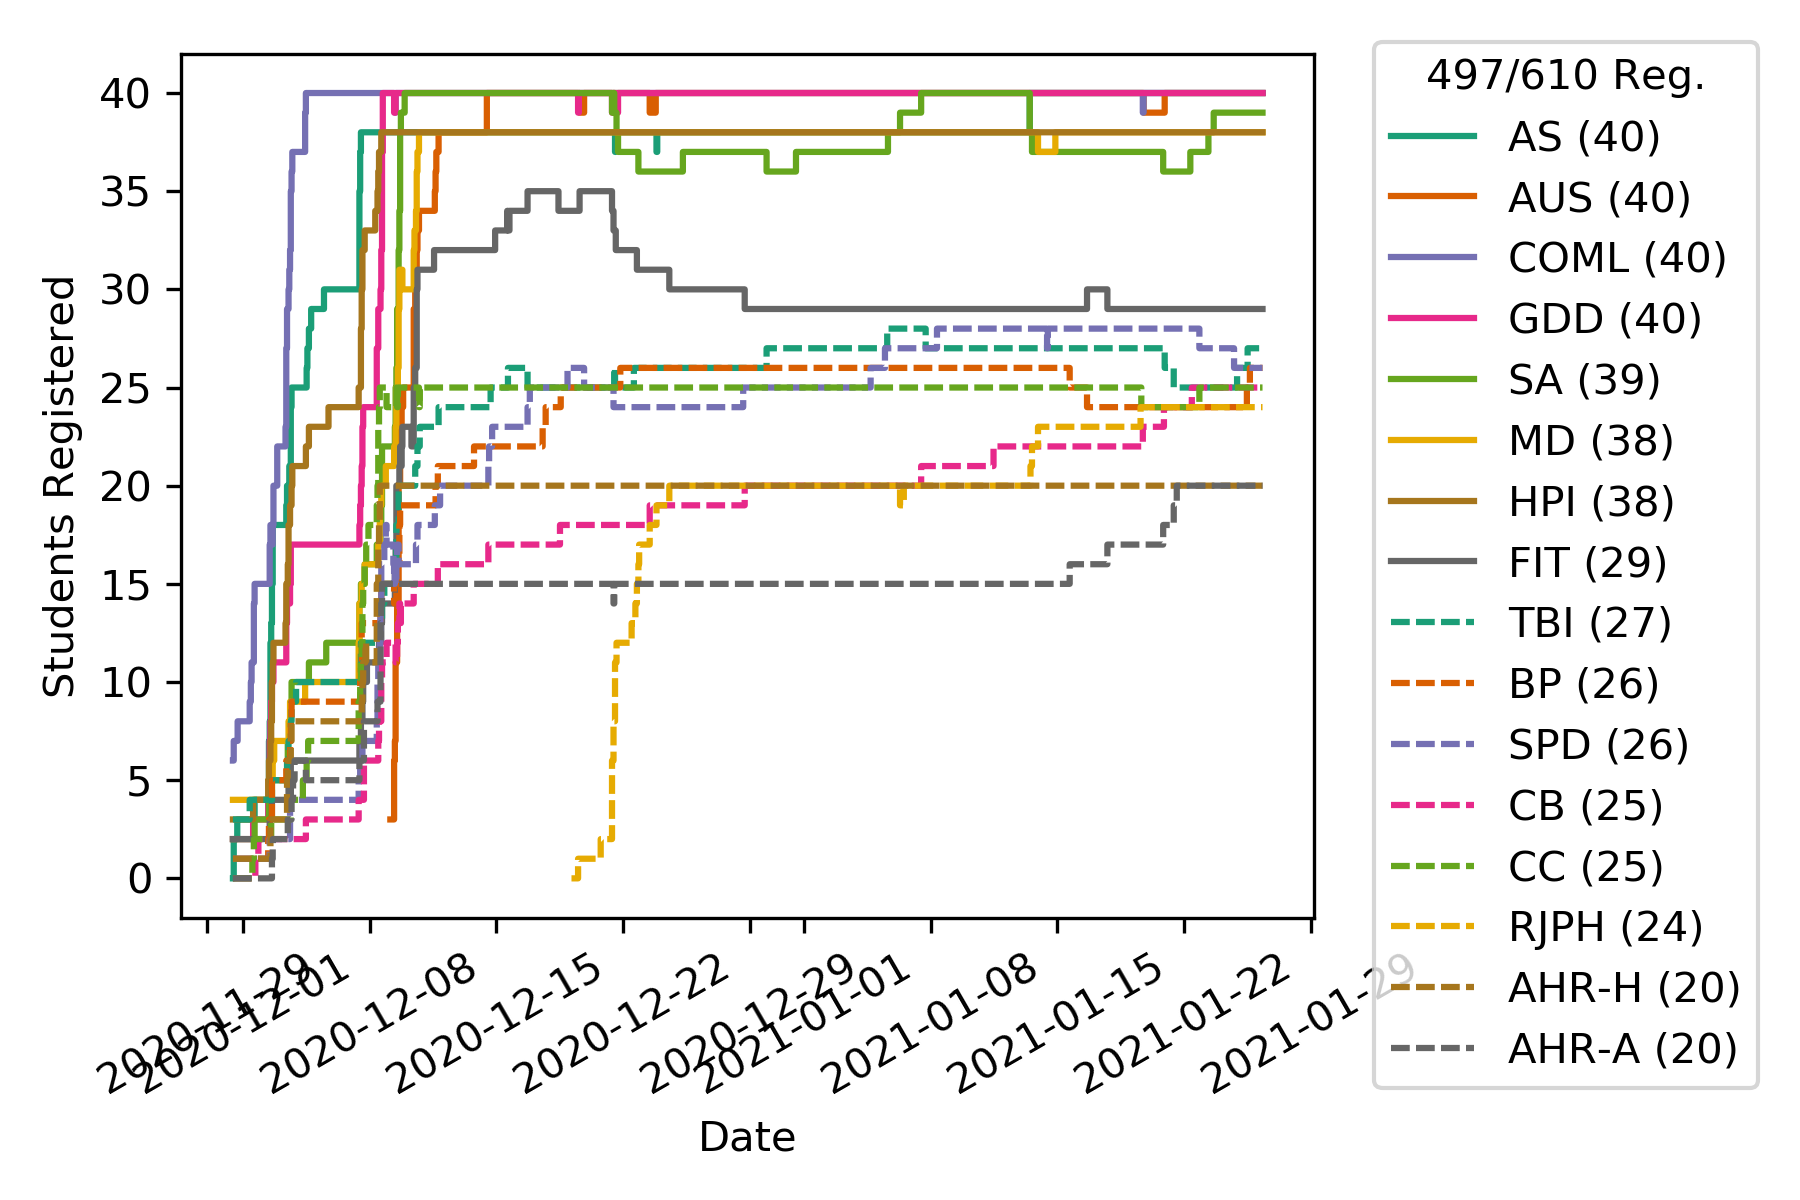 40
35
30
25
20
15
10
5
0
Students Registered
2020-11-29
2020-12-01
2020-12-08
2020-12-15
2020-12-22
2020-12-29
2021-01-01
2021-01-08
2021-01-15
2021-01-22
2021-01-29
Date
497/610 Reg.
AS (40)
AUS (40)
COML (40)
GDD (40)
SA (39)
MD (38)
HPI (38)
FIT (29)
TBI (27)
BP (26)
SPD (26)
CB (25)
CC (25)
RJPH (24)
AHR-H (20)
AHR-A (20)